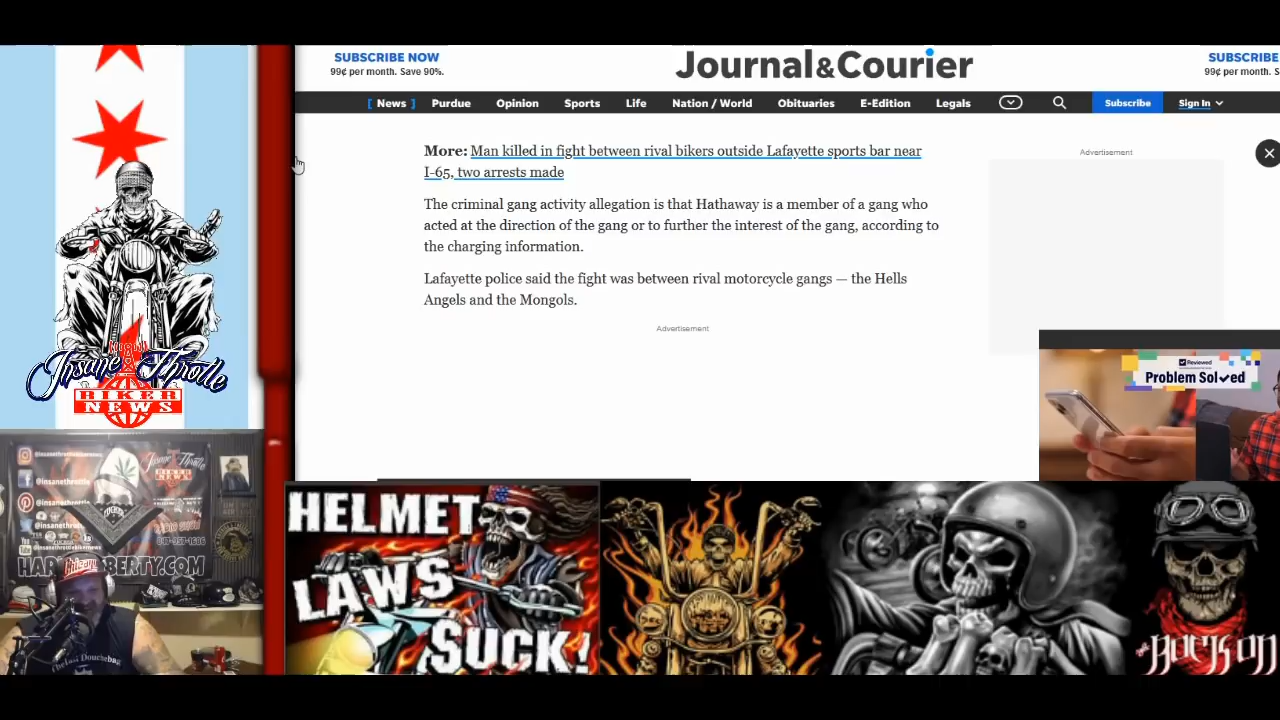 SUBSCRIBE NOW
99¢ per month. Save 90%.
Journal&Courier
SUBSCRIBE
99¢ per month. S
[ News ] Purdue Opinion Sports Life Nation / World Obituaries E-Edition Legals Subscribe Sign In
More: Man killed in fight between rival bikers outside Lafayette sports bar near
I-65, two arrests made
Advertisement
The criminal gang activity allegation is that Hathaway is a member of a gang who
acted at the direction of the gang or to further the interest of the gang, according to
the charging information.
Lafayette police said the fight was between rival motorcycle gangs — the Hells
Angels and the Mongols.
Advertisement
Reviewed
Problem Solved
Insane Throttle
BIKER
NEWS
@insanethrottlebikernews
@insanethrottle
HELMET
LAWS
SUCK!
ROCK ON